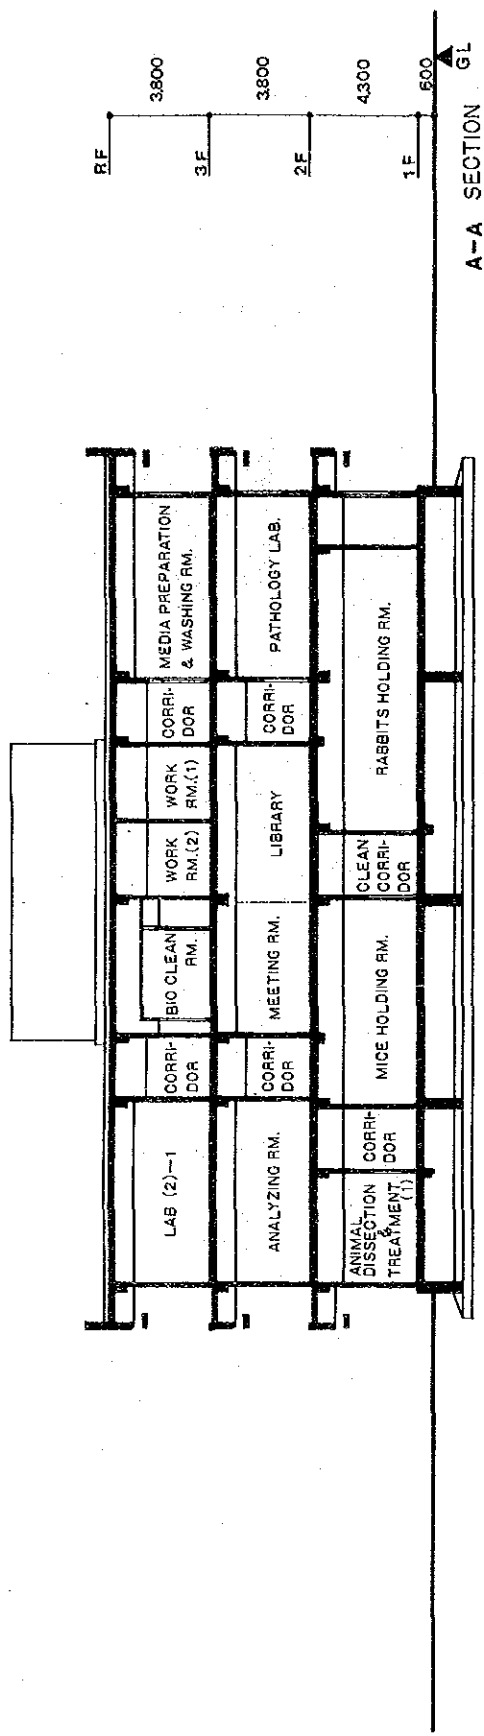 LAB (2)-1
CORRI-
DOR
BIO CLEAN
RM.
WORK
RM.(2)
WORK
RM.(1)
CORRI-
DOR
MEDIA PREPARATION
& WASHING RM.
ANALYZING RM.
CORRI-
DOR
MEETING RM.
LIBRARY
CORRI-
DOR
PATHOLOGY LAB.
ANIMAL
DISSECTION
&
TREATMENT
(1)
CORRI-
DOR
MICE HOLDING RM.
CLEAN
CORRI-
DOR
RABBITS HOLDING RM.
RF
3,800
3F
3,800
2F
4,300
1F
600
GL
A-A SECTION